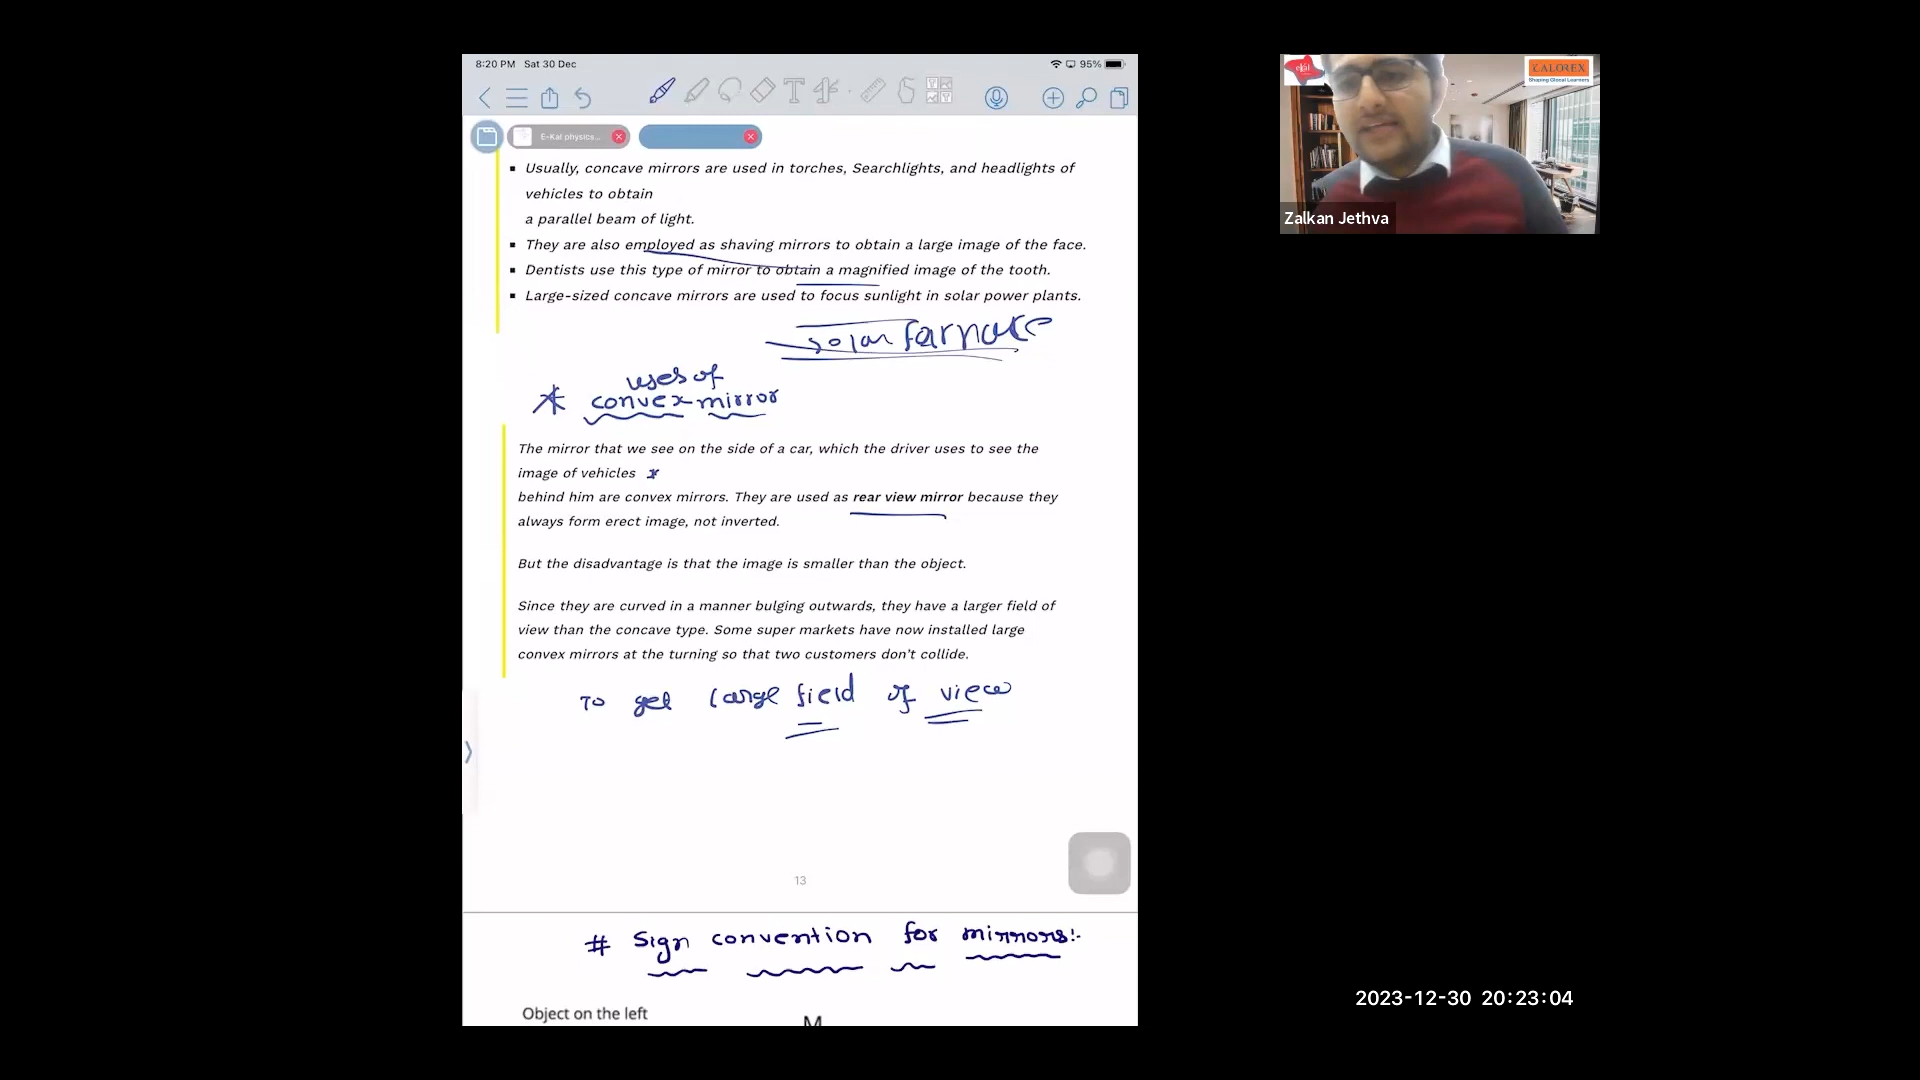 8:20 PM Sat 30 Dec
95%
E-Kal physics...
Usually, concave mirrors are used in torches, Searchlights, and headlights of
vehicles to obtain
a parallel beam of light.
They are also employed as shaving mirrors to obtain a large image of the face.
Dentists use this type of mirror to obtain a magnified image of the tooth.
Large-sized concave mirrors are used to focus sunlight in solar power plants.
solar farnace
uses of
convex mirror
The mirror that we see on the side of a car, which the driver uses to see the
image of vehicles
behind him are convex mirrors. They are used as rear view mirror because they
always form erect image, not inverted.
But the disadvantage is that the image is smaller than the object.
Since they are curved in a manner bulging outwards, they have a larger field of
view than the concave type. Some super markets have now installed large
convex mirrors at the turning so that two customers don't collide.
To get large field of view
13
# Sign convention for mirrors:-
Object on the left
M
ekal
ZALOREX
Shaping Global Learners
Zalkan Jethva
2023-12-30 20:23:04